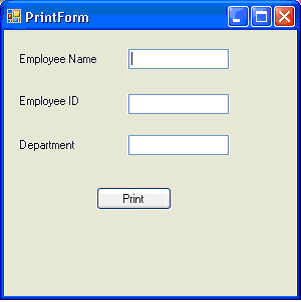 PrintForm
Employee Name
Employee ID
Department
Print